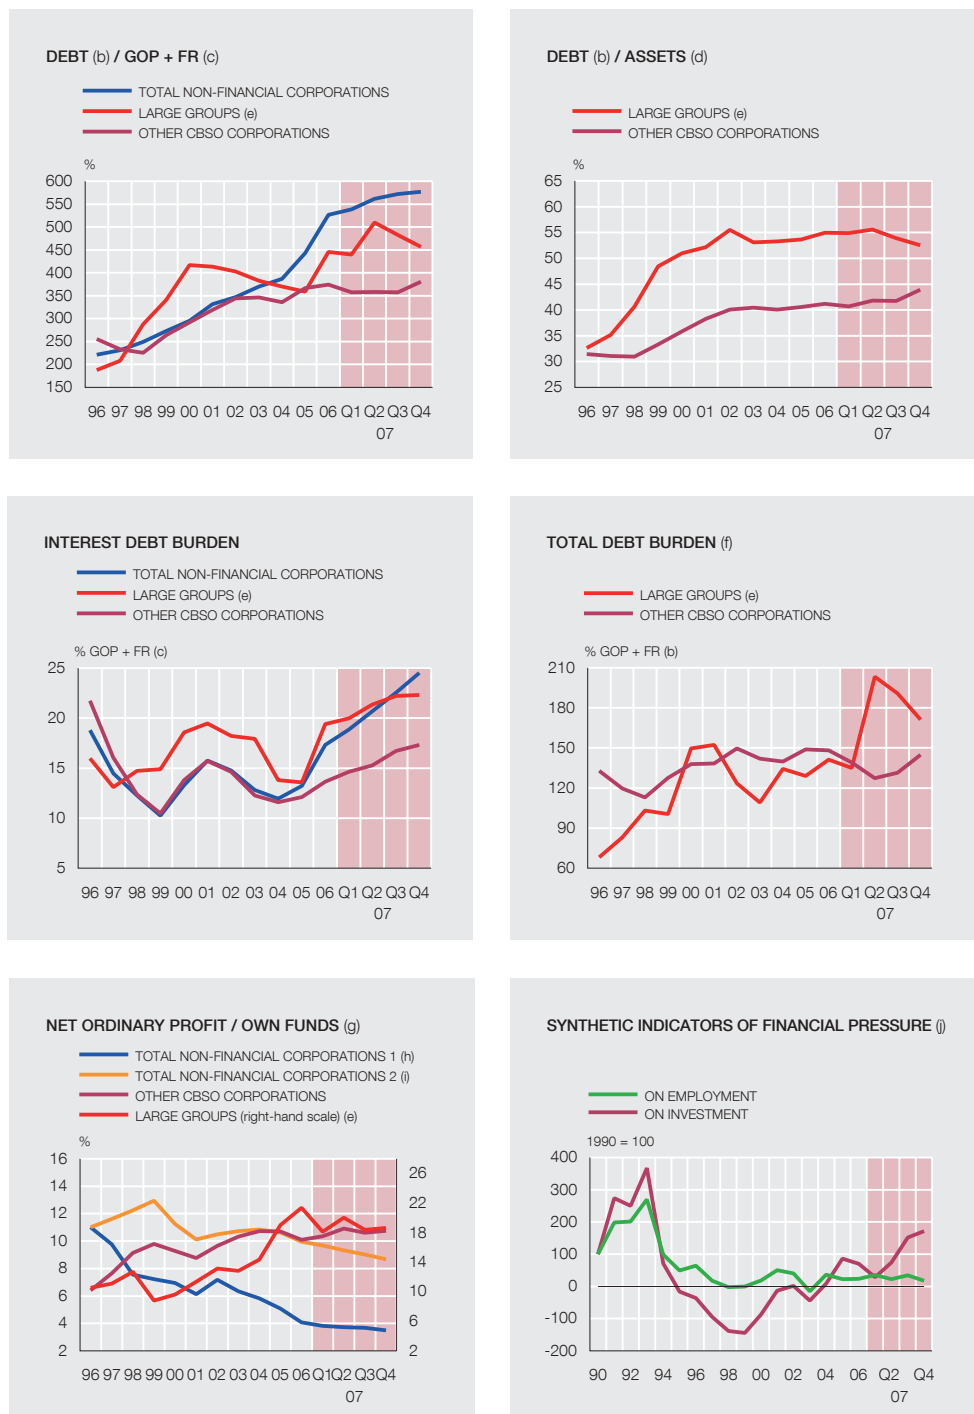 DEBT (b) / GOP + FR (c)
TOTAL NON-FINANCIAL CORPORATIONS
LARGE GROUPS (e)
OTHER CBSO CORPORATIONS
%
600
550
500
450
400
350
300
250
200
150
96 97 98 99 00 01 02 03 04 05 06 Q1 Q2 Q3 Q4
07
DEBT (b) / ASSETS (d)
LARGE GROUPS (e)
OTHER CBSO CORPORATIONS
%
65
60
55
50
45
40
35
30
25
96 97 98 99 00 01 02 03 04 05 06 Q1 Q2 Q3 Q4
07
INTEREST DEBT BURDEN
TOTAL NON-FINANCIAL CORPORATIONS
LARGE GROUPS (e)
OTHER CBSO CORPORATIONS
% GOP + FR (c)
25
20
15
10
5
96 97 98 99 00 01 02 03 04 05 06 Q1 Q2 Q3 Q4
07
TOTAL DEBT BURDEN (f)
LARGE GROUPS (e)
OTHER CBSO CORPORATIONS
% GOP + FR (b)
210
180
150
120
90
60
96 97 98 99 00 01 02 03 04 05 06 Q1 Q2 Q3 Q4
07
NET ORDINARY PROFIT / OWN FUNDS (g)
TOTAL NON-FINANCIAL CORPORATIONS 1 (h)
TOTAL NON-FINANCIAL CORPORATIONS 2 (i)
OTHER CBSO CORPORATIONS
LARGE GROUPS (right-hand scale) (e)
%
16
14
12
10
8
6
4
2
26
22
18
14
10
6
2
96 97 98 99 00 01 02 03 04 05 06 Q1 Q2 Q3 Q4
07
SYNTHETIC INDICATORS OF FINANCIAL PRESSURE (j)
ON EMPLOYMENT
ON INVESTMENT
1990 = 100
400
300
200
100
0
-100
-200
90 92 94 96 98 00 02 04 06 Q2 Q4
07